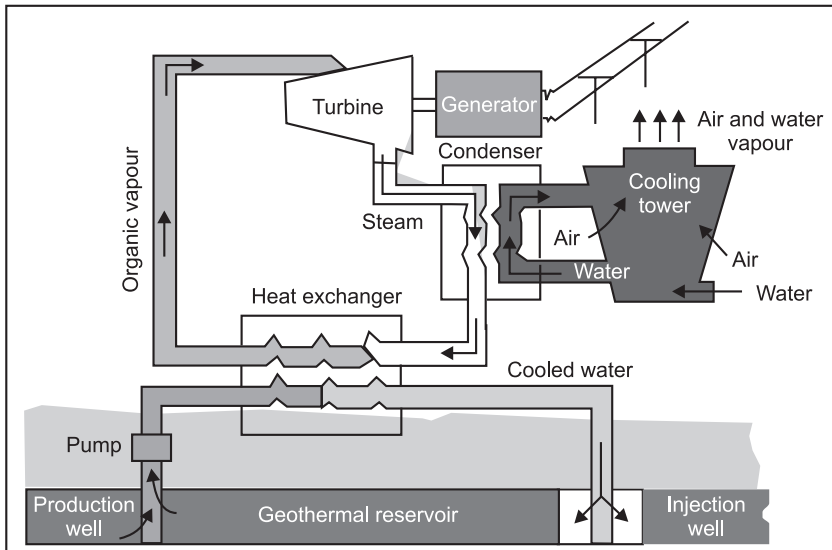 Turbine
Generator
Air and water
vapour
Condenser
Cooling
tower
Organic vapour
Steam
Air
Air
Water
Water
Heat exchanger
Cooled water
Pump
Production
well
Geothermal reservoir
Injection
well